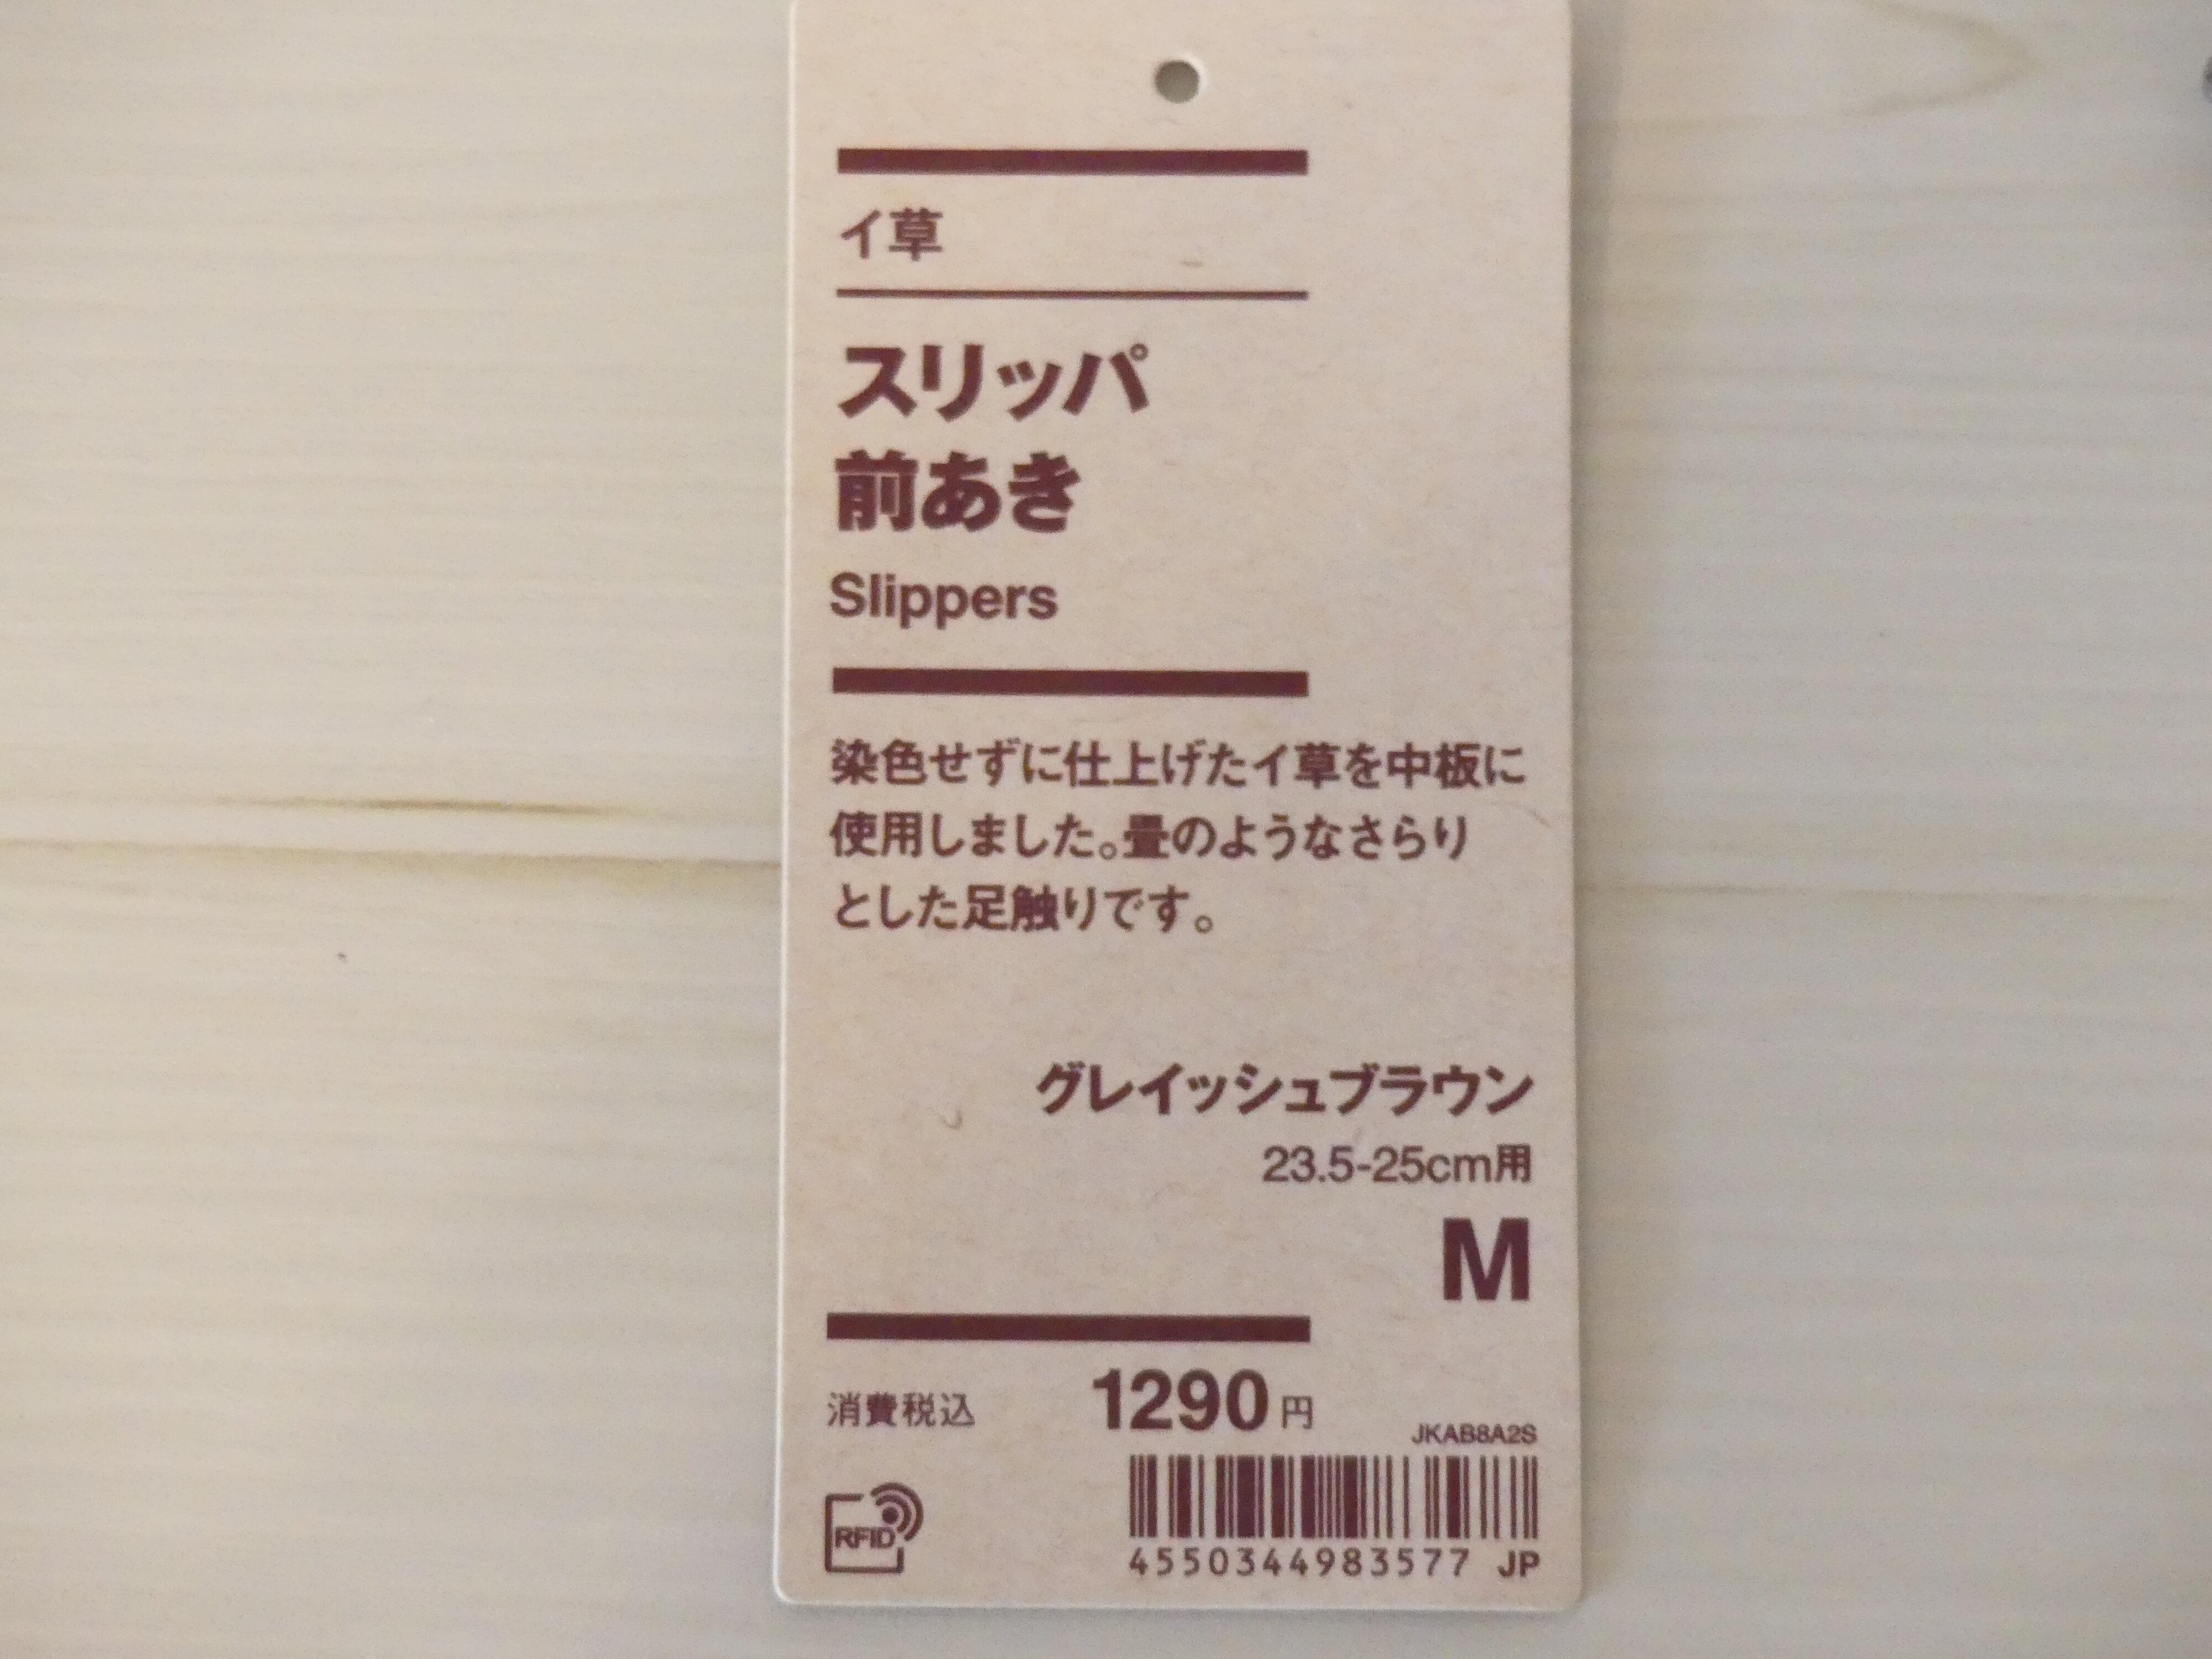 イ草
スリッパ
前あき
Slippers
染色せずに仕上げたイ草を中板に
使用しました。畳のようなさらり
とした足触りです。
グレイッシュブラウン
23.5-25cm用
M
消費税込 1290円
JKAB8A2S
RFID
4550344983577 JP